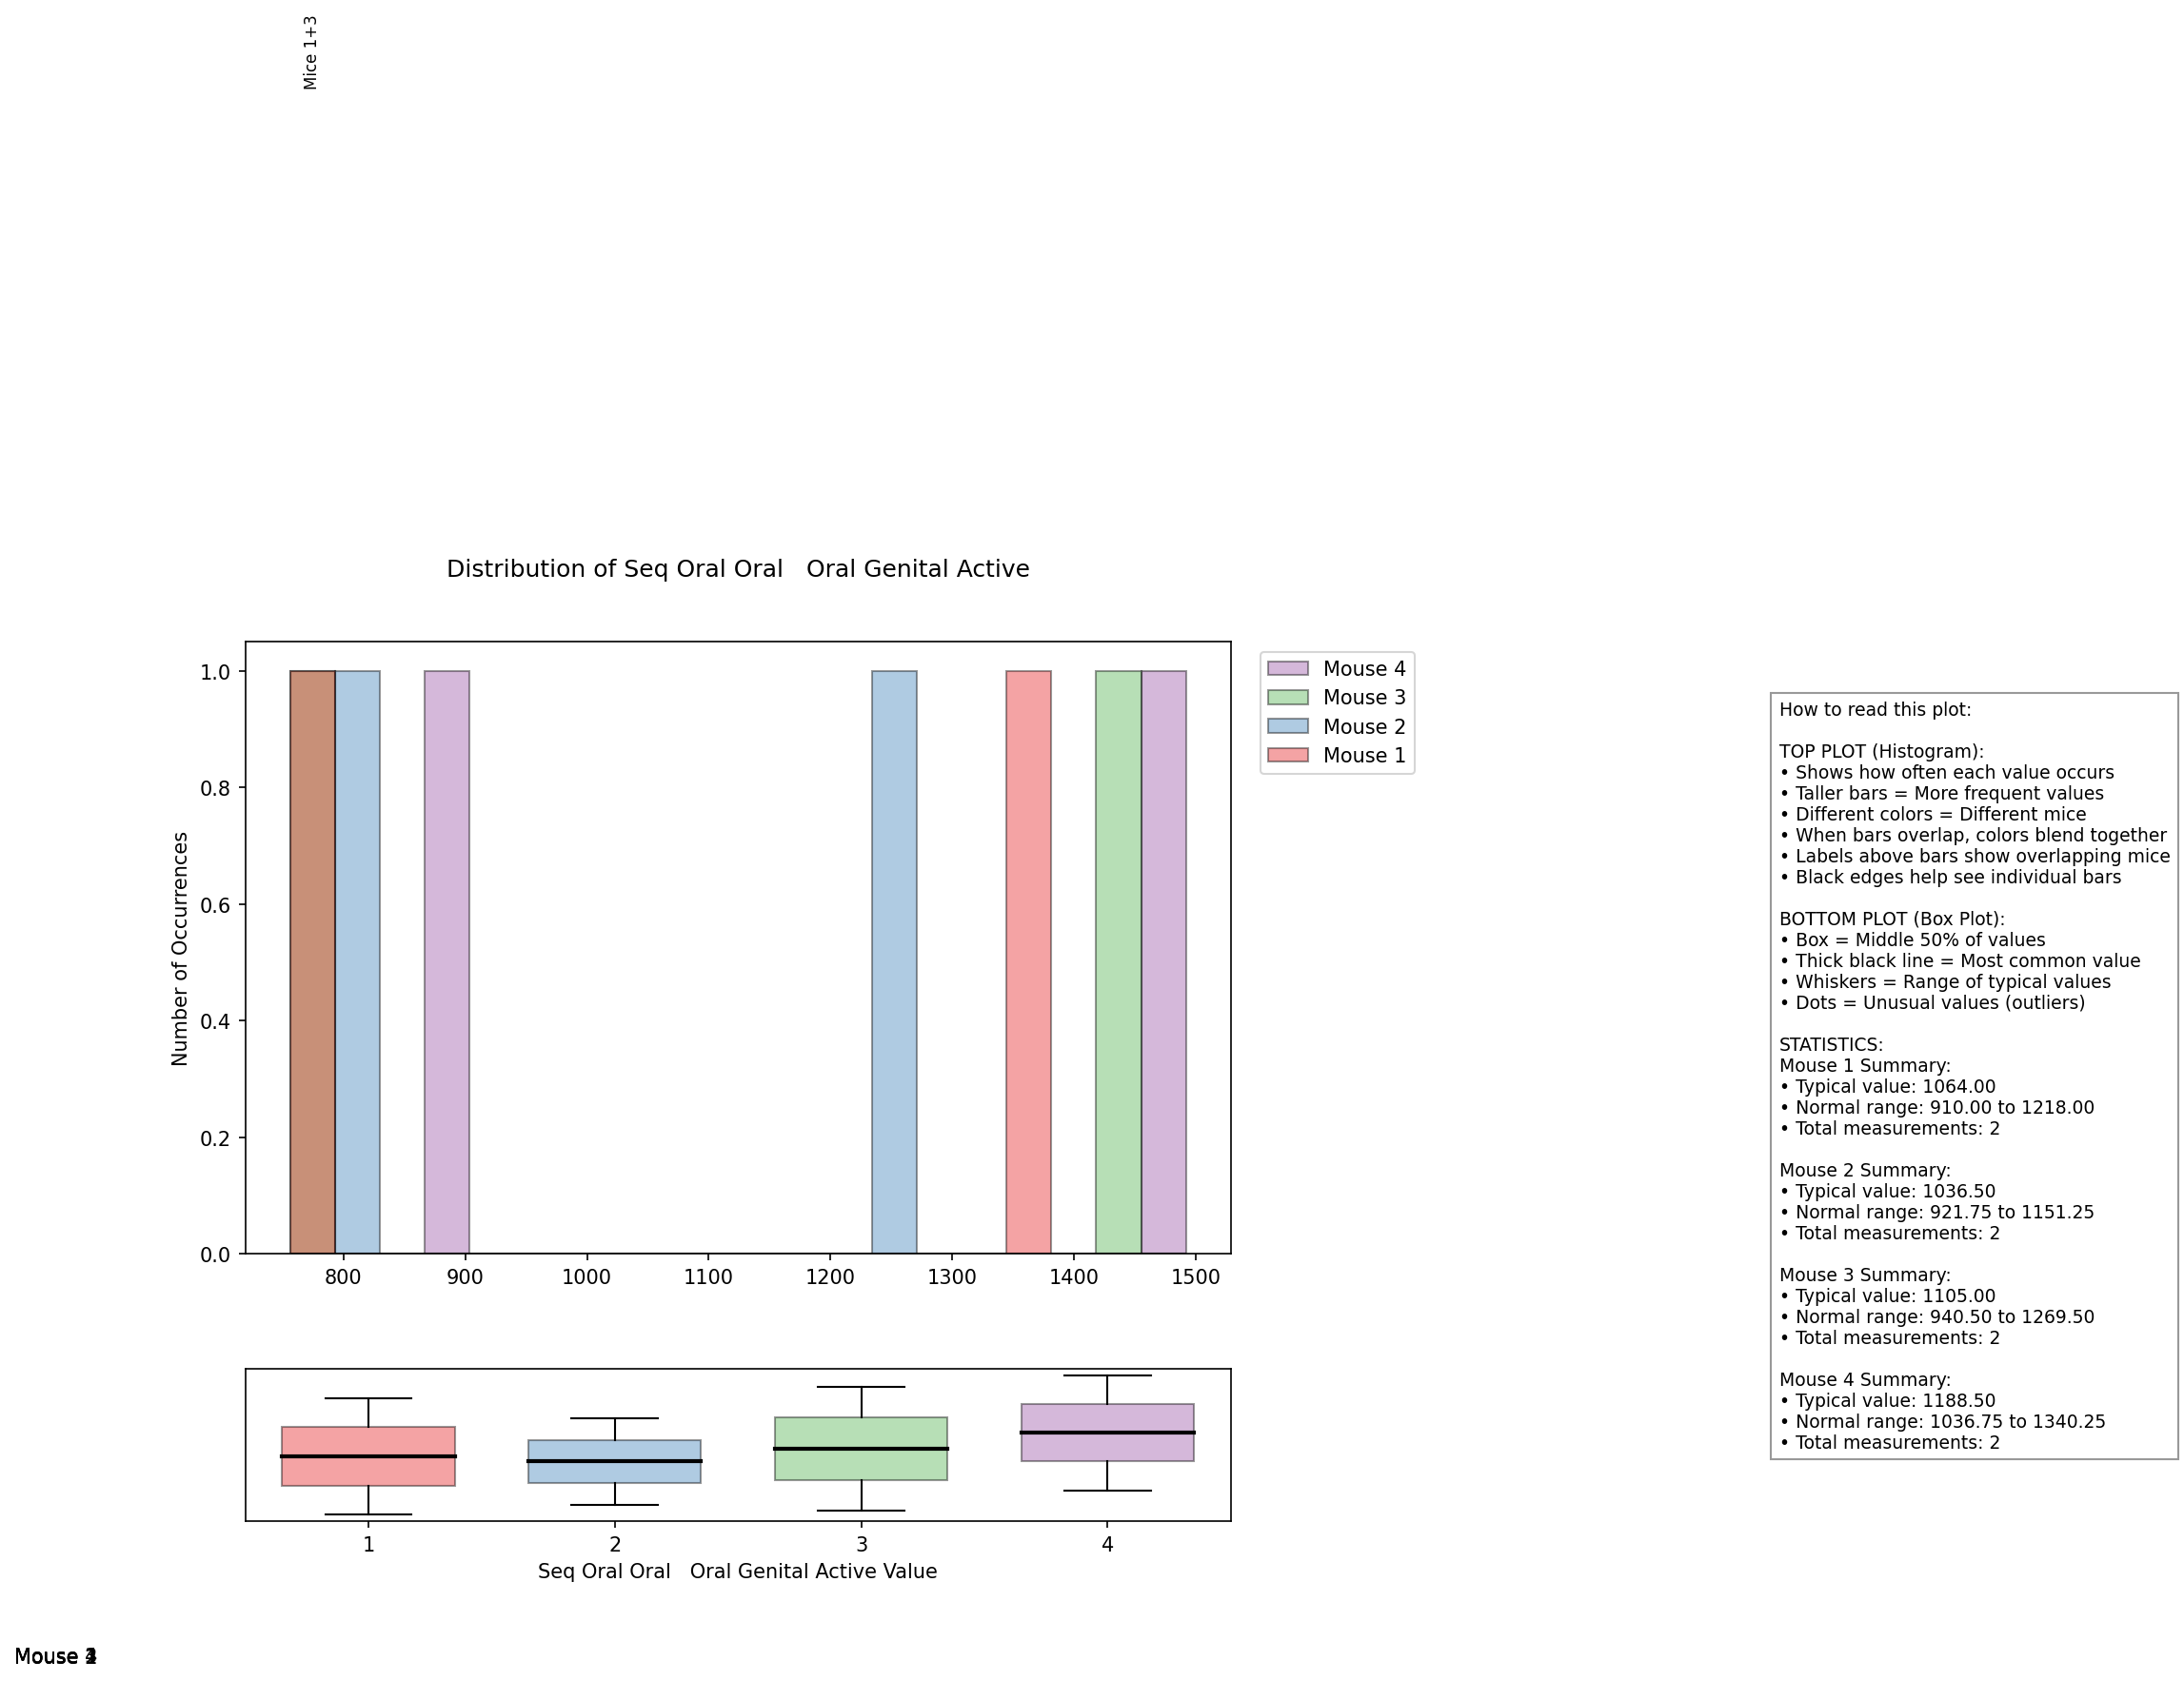 Mice 1+3
Distribution of Seq Oral Oral   Oral Genital Active
Number of Occurrences
1.0
0.8
0.6
0.4
0.2
0.0
800 900 1000 1100 1200 1300 1400 1500
Mouse 4
Mouse 3
Mouse 2
Mouse 1
How to read this plot:
TOP PLOT (Histogram):
• Shows how often each value occurs
• Taller bars = More frequent values
• Different colors = Different mice
• When bars overlap, colors blend together
• Labels above bars show overlapping mice
• Black edges help see individual bars
BOTTOM PLOT (Box Plot):
• Box = Middle 50% of values
• Thick black line = Most common value
• Whiskers = Range of typical values
• Dots = Unusual values (outliers)
STATISTICS:
Mouse 1 Summary:
• Typical value: 1064.00
• Normal range: 910.00 to 1218.00
• Total measurements: 2
Mouse 2 Summary:
• Typical value: 1036.50
• Normal range: 921.75 to 1151.25
• Total measurements: 2
Mouse 3 Summary:
• Typical value: 1105.00
• Normal range: 940.50 to 1269.50
• Total measurements: 2
Mouse 4 Summary:
• Typical value: 1188.50
• Normal range: 1036.75 to 1340.25
• Total measurements: 2
1 2 3 4
Seq Oral Oral   Oral Genital Active Value
Mouse